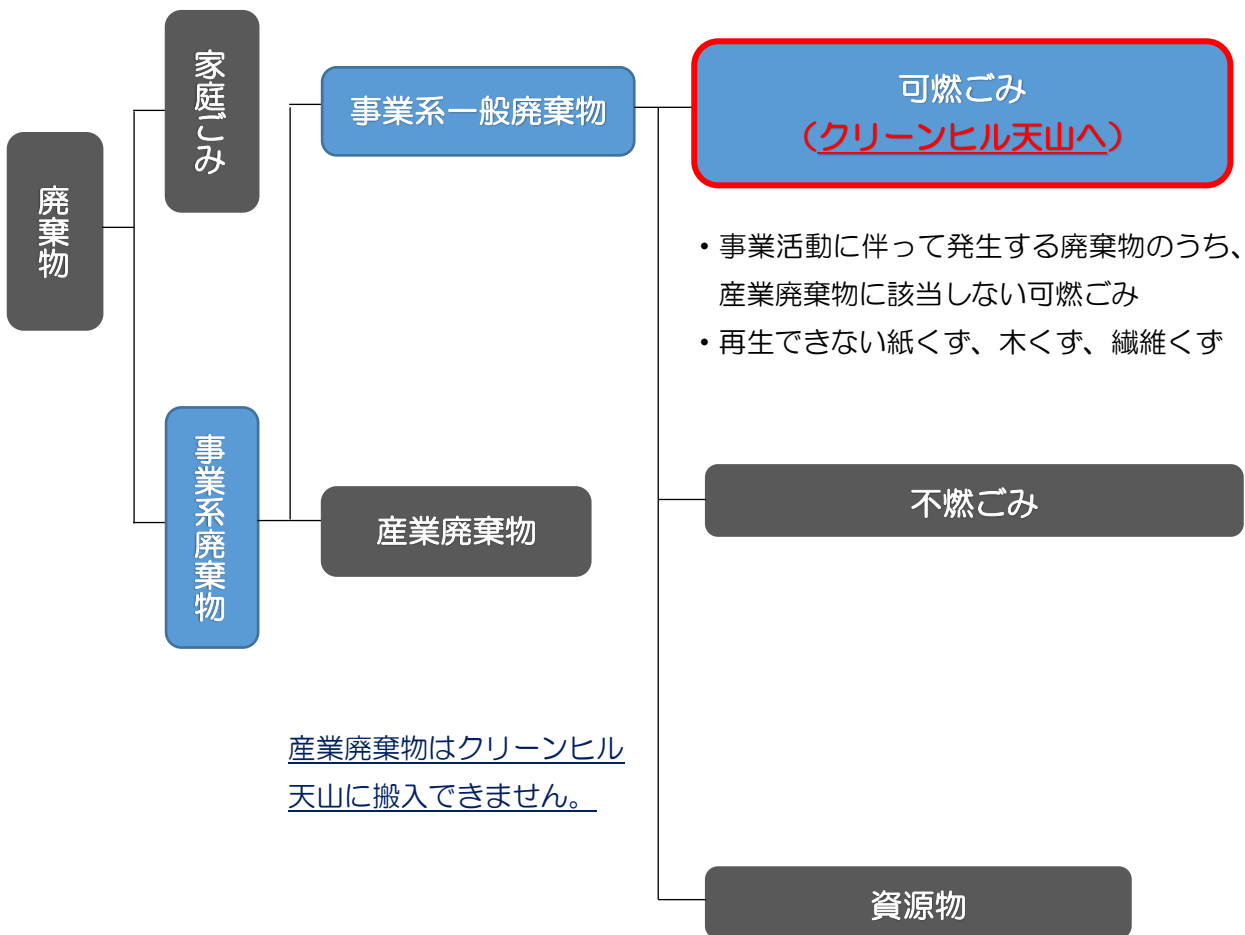 廃棄物
家庭ごみ
事業系廃棄物
事業系一般廃棄物
産業廃棄物
産業廃棄物はクリーンヒル
天山に搬入できません。
可燃ごみ
（クリーンヒル天山へ）
・事業活動に伴って発生する廃棄物のうち、
産業廃棄物に該当しない可燃ごみ
・再生できない紙くず、木くず、繊維くず
不燃ごみ
資源物